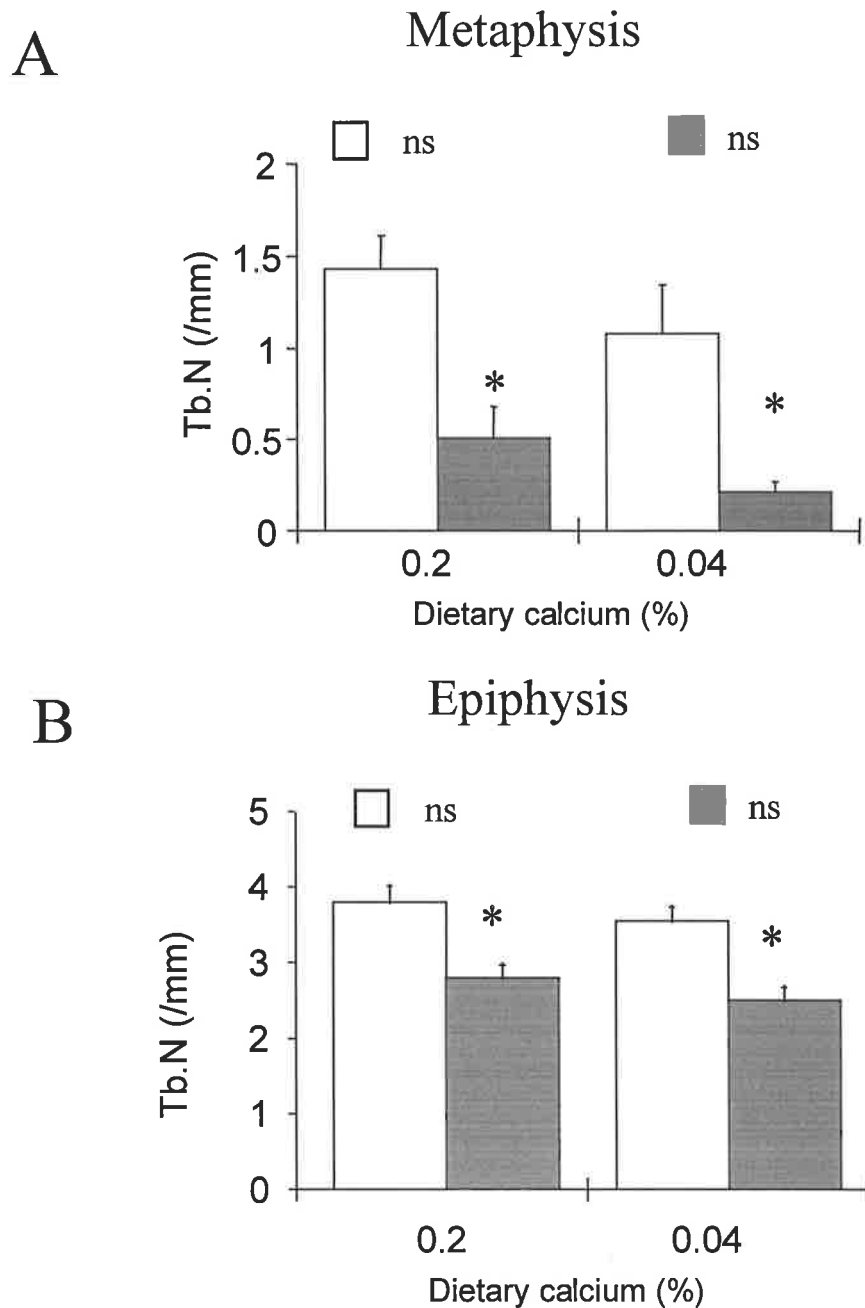 A
Metaphysis
ns ns
2
1.5
1
0.5
0
Tb.N (/mm)
*
*
0.2 0.04
Dietary calcium (%)
B
Epiphysis
ns ns
5
4
3
2
1
0
Tb.N (/mm)
*
*
0.2 0.04
Dietary calcium (%)